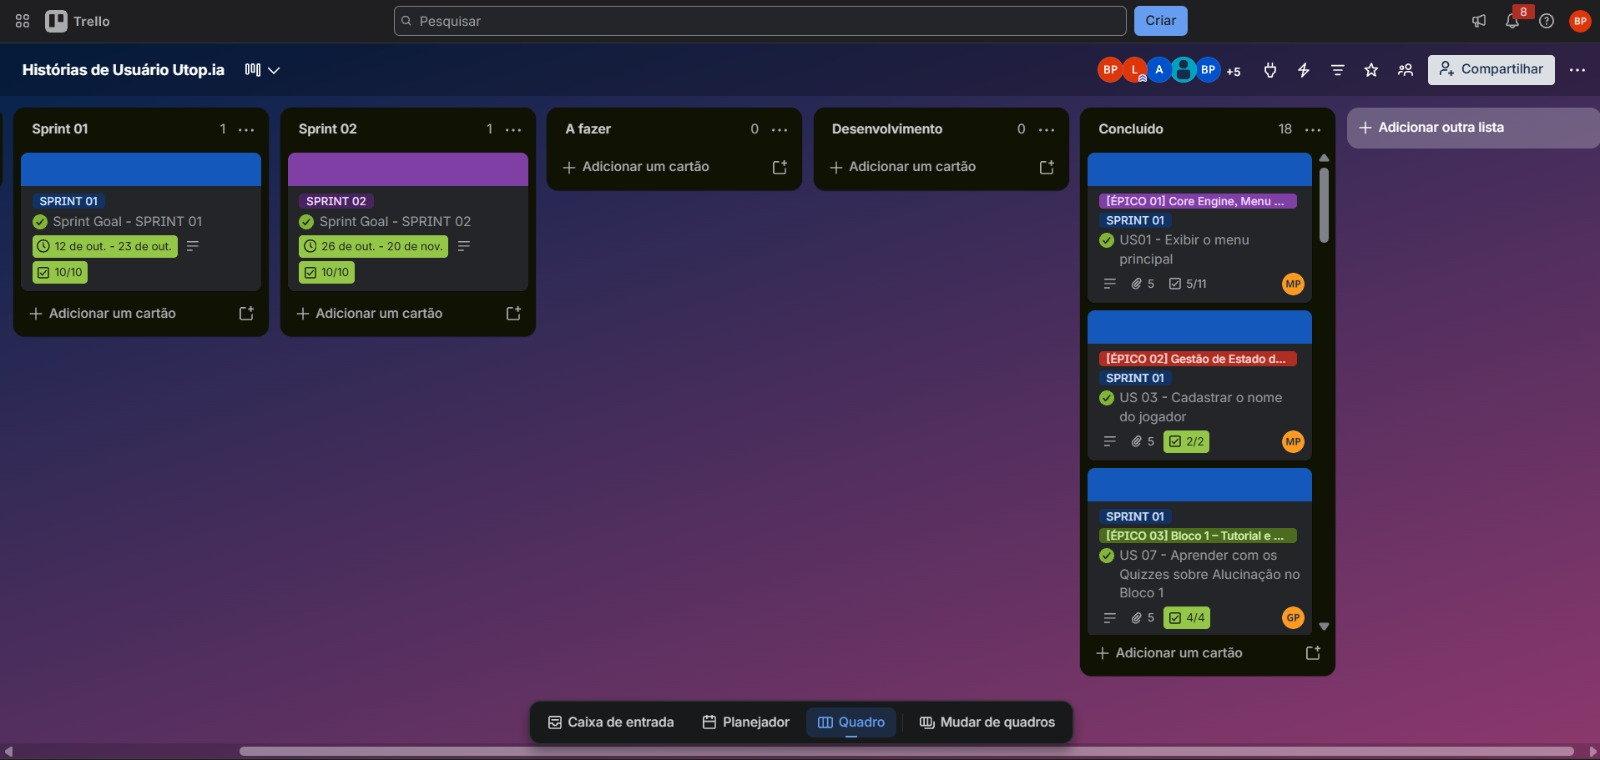 Trello
Pesquisar
Criar
8
BP
Histórias de Usuário Utop.ia
BP
L
A
BP
+5
Compartilhar
Sprint 01
1
SPRINT 01
Sprint Goal - SPRINT 01
12 de out. - 23 de out.
10/10
Adicionar um cartão
Sprint 02
1
SPRINT 02
Sprint Goal - SPRINT 02
26 de out. - 20 de nov.
10/10
Adicionar um cartão
A fazer
0
Adicionar um cartão
Desenvolvimento
0
Adicionar um cartão
Concluído
18
[ÉPICO 01] Core Engine, Menu ...
SPRINT 01
US01 - Exibir o menu
principal
5
5/11
MP
[ÉPICO 02] Gestão de Estado d...
SPRINT 01
US 03 - Cadastrar o nome
do jogador
5
2/2
MP
SPRINT 01
[ÉPICO 03] Bloco 1 – Tutorial e ...
US 07 - Aprender com os
Quizzes sobre Alucinação no
Bloco 1
5
4/4
GP
Adicionar um cartão
Adicionar outra lista
Caixa de entrada
Planejador
Quadro
Mudar de quadros